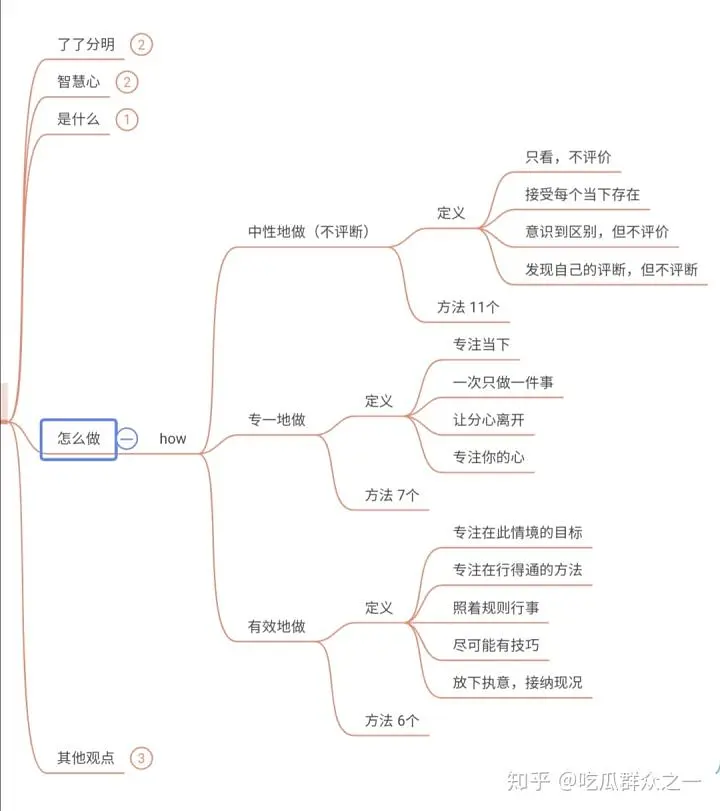 了了分明 2
智慧心 2
是什么 1
怎么做
how
中性地做（不评断）
定义
只看，不评价
接受每个当下存在
意识到区别，但不评价
发现自己的评断，但不评断
方法 11个
专一地做
定义
专注当下
一次只做一件事
让分心离开
专注你的心
方法 7个
有效地做
定义
专注在此情境的目标
专注在行得通的方法
照着规则行事
尽可能有技巧
放下执意，接纳现况
方法 6个
其他观点 3
知乎 @吃瓜群众之一